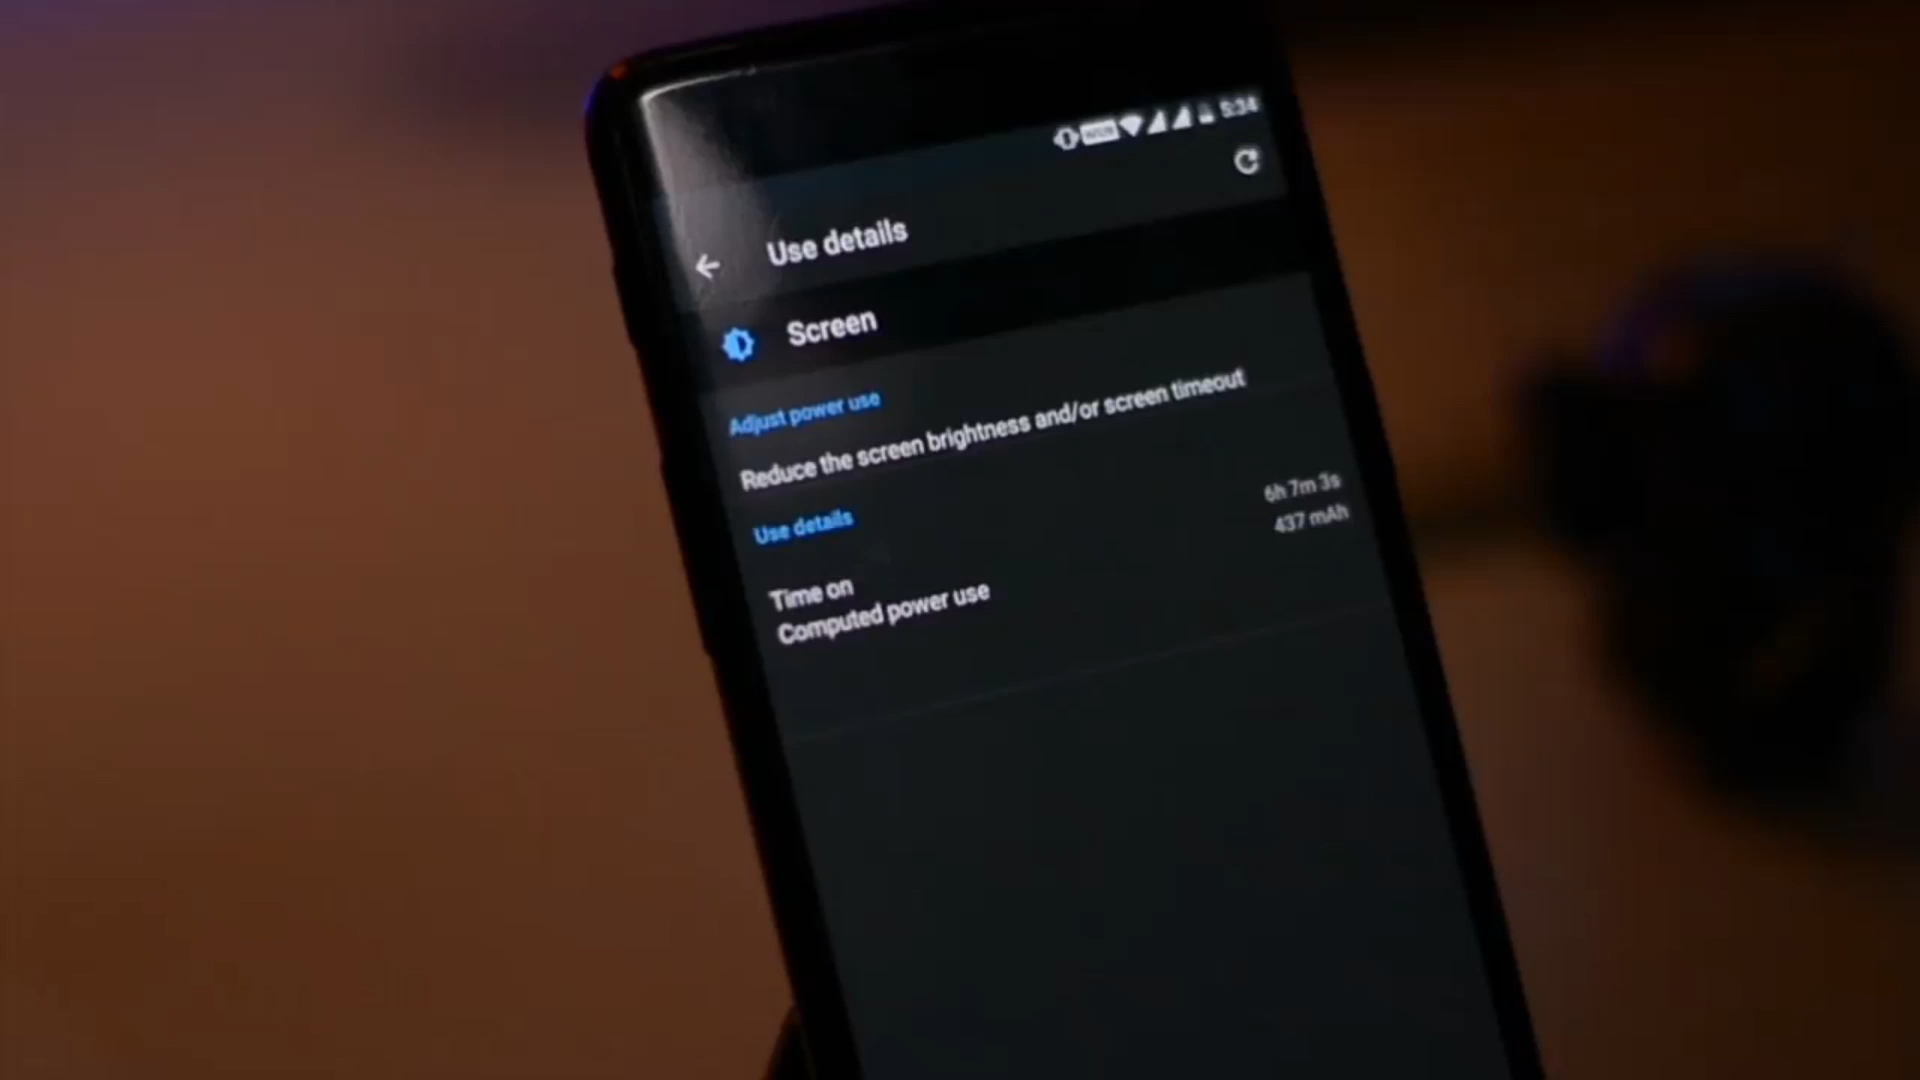 5:34
Use details
Screen
Adjust power use
Reduce the screen brightness and/or screen timeout
Use details
Time on 6h 7m 3s
Computed power use 437 mAh